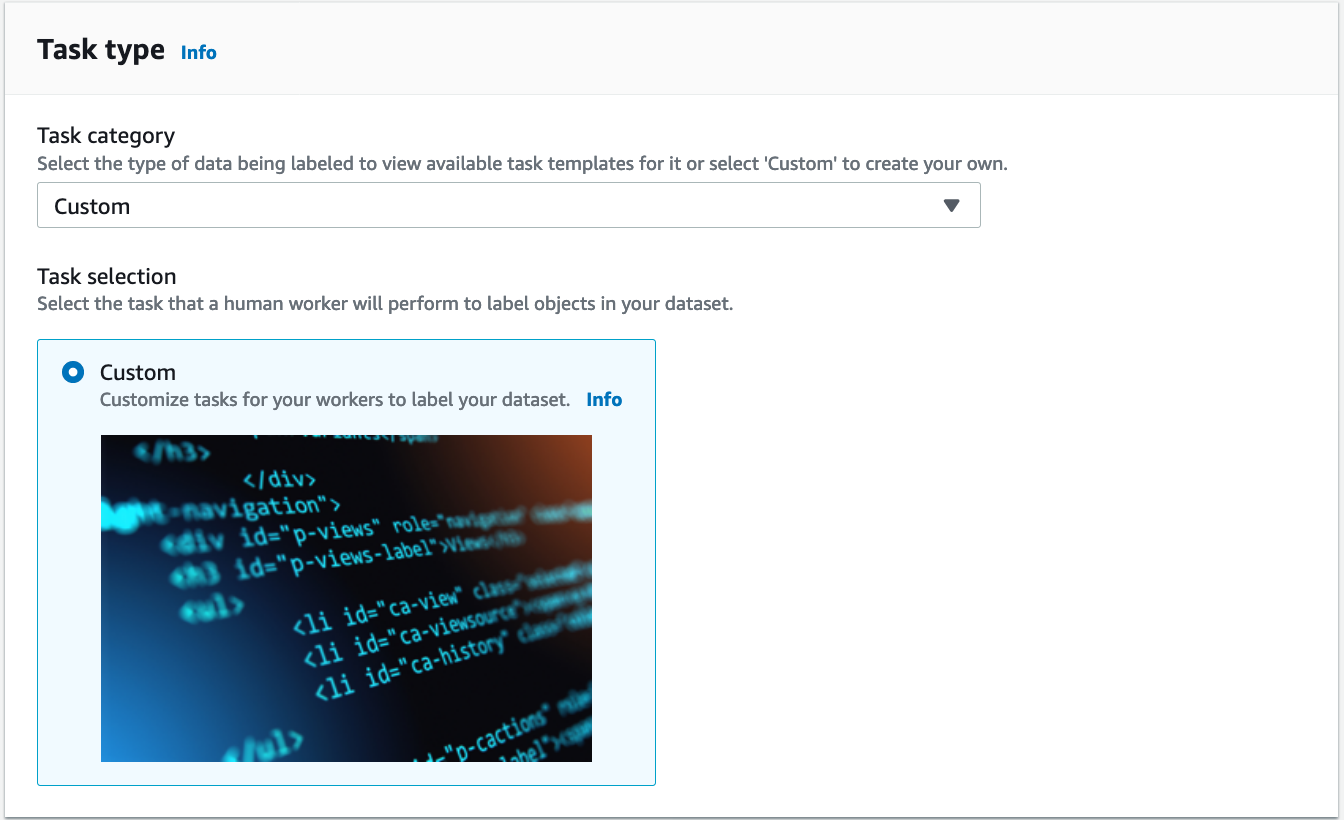 Task type Info
Task category
Select the type of data being labeled to view available task templates for it or select 'Custom' to create your own.
Custom
Task selection
Select the task that a human worker will perform to label objects in your dataset.
Custom
Customize tasks for your workers to label your dataset. Info
</h3>
</div>
-navigation">
<div id="p-views" role="navigation"
<h3 id="p-views-label">Views</h3>
<ul>
<li id="ca-view" class=
<li id="ca-viewsource"
<li id="ca-history" class=
</ul>
id="p-cactions"
label">